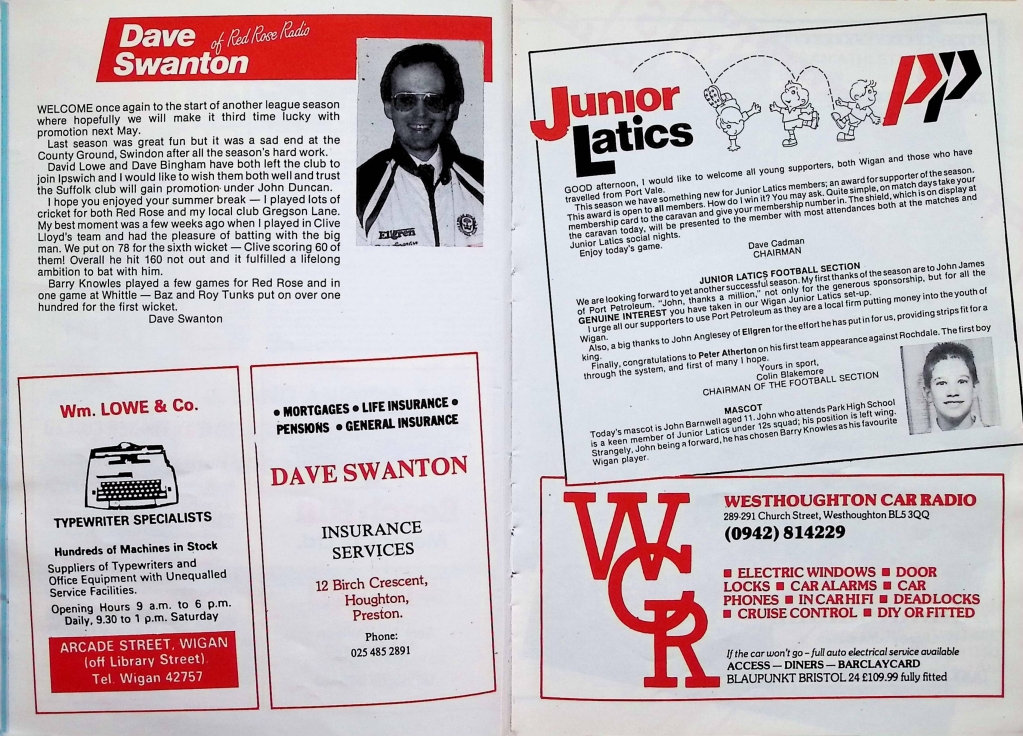 Dave of Red Rose Radio
Swanton
WELCOME once again to the start of another league season
where hopefully we will make it third time lucky with
promotion next May.
Last season was great fun but it was a sad end at the
County Ground, Swindon after all the season's hard work.
David Lowe and Dave Bingham have both left the club to
join Ipswich and I would like to wish them both well and trust
the Suffolk club will gain promotion under John Duncan.
I hope you enjoyed your summer break — I played lots of
cricket for both Red Rose and my local club Gregson Lane.
My best moment was a few weeks ago when I played in Clive
Lloyd's team and had the pleasure of batting with the big
man. We put on 78 for the sixth wicket — Clive scoring 60 of
them! Overall he hit 160 not out and it fulfilled a lifelong
ambition to bat with him.
Barry Knowles played a few games for Red Rose and in
one game at Whittle — Baz and Roy Tunks put on over one
hundred for the first wicket.
Dave Swanton
Ellgren
Wm. LOWE & Co.
TYPEWRITER SPECIALISTS
Hundreds of Machines in Stock
Suppliers of Typewriters and
Office Equipment with Unequalled
Service Facilities.
Opening Hours 9 a.m. to 6 p.m.
Daily, 9.30 to 1 p.m. Saturday
ARCADE STREET, WIGAN
(off Library Street)
Tel. Wigan 42757
• MORTGAGES • LIFE INSURANCE •
PENSIONS • GENERAL INSURANCE
DAVE SWANTON
INSURANCE
SERVICES
12 Birch Crescent,
Houghton,
Preston.
Phone:
025 485 2891
Junior
Latics
PP
GOOD afternoon, I would like to welcome all young supporters, both Wigan and those who have
travelled from Port Vale.
This season we have something new for Junior Latics members; an award for supporter of the season.
This award is open to all members. How do I win it? You may ask. Quite simple, on match days take your
membership card to the caravan and give your membership number in. The shield, which is on display at
the caravan today, will be presented to the member with most attendances both at the matches and
Junior Latics social nights.
Enjoy today's game.
Dave Cadman
CHAIRMAN
JUNIOR LATICS FOOTBALL SECTION
We are looking forward to yet another successful season. My first thanks of the season are to John James
of Port Petroleum. "John, thanks a million," not only for the generous sponsorship, but for all the
GENUINE INTEREST you have taken in our Wigan Junior Latics set-up.
I urge all our supporters to use Port Petroleum as they are a local firm putting money into the youth of
Wigan.
Also, a big thanks to John Anglesey of Ellgren for the effort he has put in for us, providing strips fit for a
king.
Finally, congratulations to Peter Atherton on his first team appearance against Rochdale. The first boy
through the system, and first of many I hope.
Yours in sport,
Colin Blakemore
CHAIRMAN OF THE FOOTBALL SECTION
MASCOT
Today's mascot is John Barnwell aged 11. John who attends Park High School
is a keen member of Junior Latics under 12s squad; his position is left wing.
Strangely, John being a forward, he has chosen Barry Knowles as his favourite
Wigan player.
WCR
WESTHOUGHTON CAR RADIO
289-291 Church Street, Westhoughton BL5 3QQ
(0942) 814229
■ ELECTRIC WINDOWS ■ DOOR
LOCKS ■ CAR ALARMS ■ CAR
PHONES ■ IN CAR HIFI ■ DEADLOCKS
■ CRUISE CONTROL ■ DIY OR FITTED
If the car won't go – full auto electrical service available
ACCESS — DINERS — BARCLAYCARD
BLAUPUNKT BRISTOL 24 £109.99 fully fitted